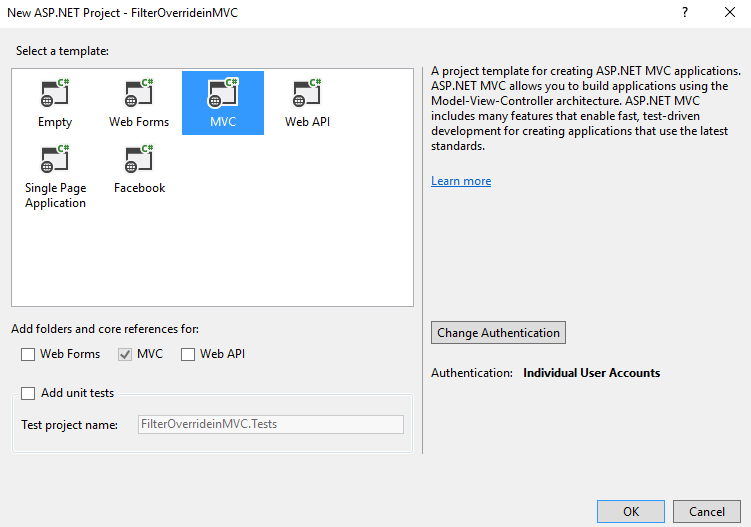 New ASP.NET Project - FilterOverrideinMVC
?
Select a template:
C# C# C# C#
Empty Web Forms MVC Web API
C# C#
Single Page Application Facebook
A project template for creating ASP.NET MVC applications.
ASP.NET MVC allows you to build applications using the
Model-View-Controller architecture. ASP.NET MVC
includes many features that enable fast, test-driven
development for creating applications that use the latest
standards.
Learn more
Add folders and core references for:
Web Forms MVC Web API
Add unit tests
Test project name: FilterOverrideinMVC.Tests
Change Authentication
Authentication: Individual User Accounts
OK Cancel